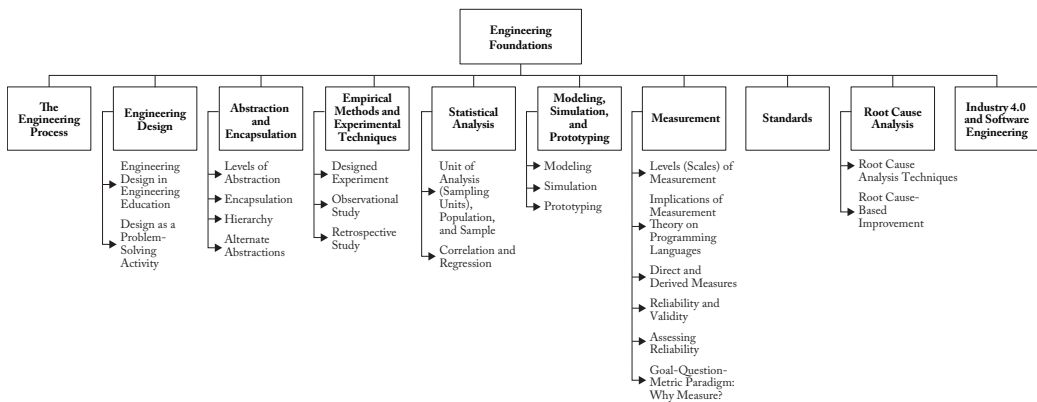 Engineering
Foundations
The
Engineering
Process
Engineering
Design
Engineering
Design in
Engineering
Education
Design as a
Problem-
Solving
Activity
Abstraction
and
Encapsulation
Levels of
Abstraction
Encapsulation
Hierarchy
Alternate
Abstractions
Empirical
Methods and
Experimental
Techniques
Designed
Experiment
Observational
Study
Retrospective
Study
Statistical
Analysis
Unit of
Analysis
(Sampling
Units),
Population,
and Sample
Correlation and
Regression
Modeling,
Simulation,
and
Prototyping
Modeling
Simulation
Prototyping
Measurement
Levels (Scales) of
Measurement
Implications of
Measurement
Theory on
Programming
Languages
Direct and
Derived Measures
Reliability and
Validity
Assessing
Reliability
Goal-Question-
Metric Paradigm:
Why Measure?
Standards
Root Cause
Analysis
Root Cause
Analysis Techniques
Root Cause-
Based
Improvement
Industry 4.0
and Software
Engineering